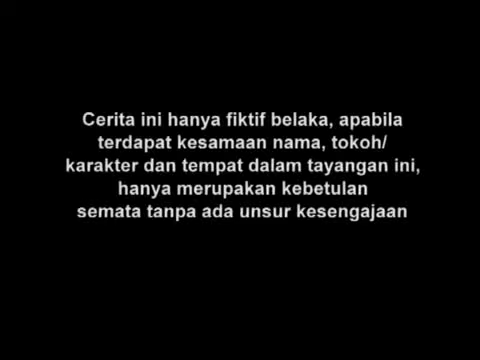 Cerita ini hanya fiktif belaka, apabila
terdapat kesamaan nama, tokoh/
karakter dan tempat dalam tayangan ini,
hanya merupakan kebetulan
semata tanpa ada unsur kesengajaan